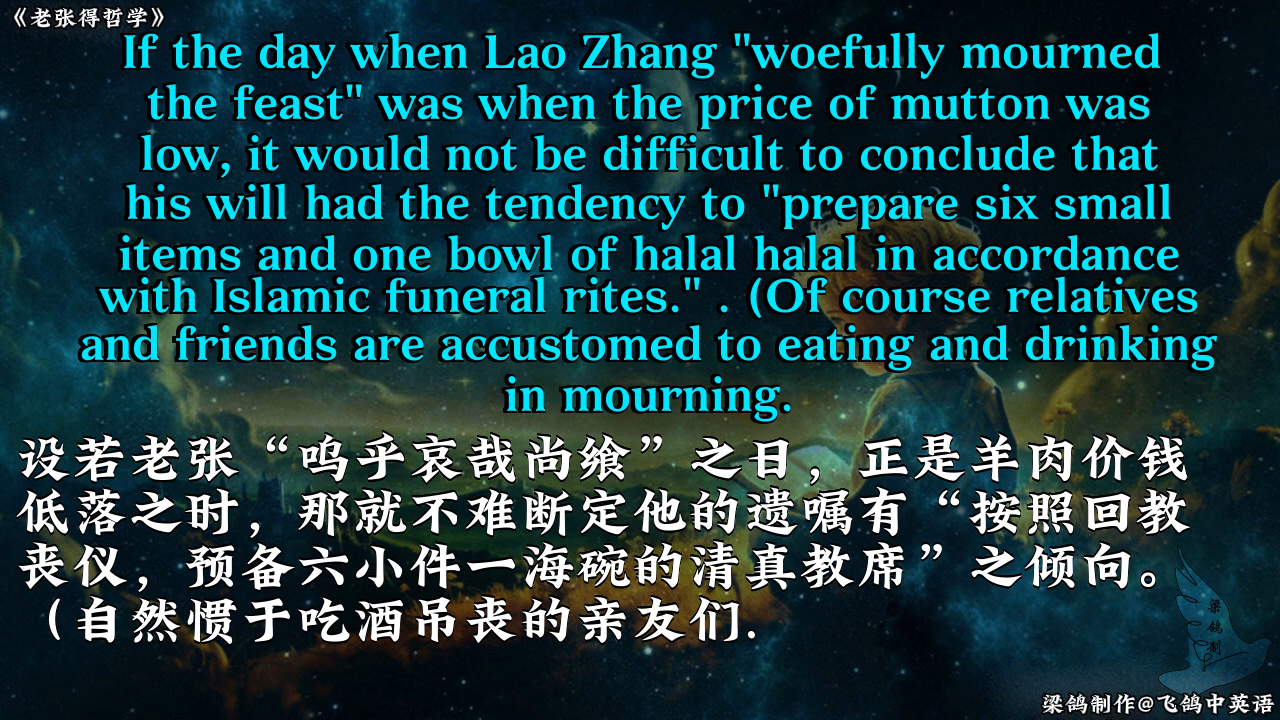 《老张得哲学》
If the day when Lao Zhang "woefully mourned
the feast" was when the price of mutton was
low, it would not be difficult to conclude that
his will had the tendency to "prepare six small
items and one bowl of halal halal in accordance
with Islamic funeral rites." . (Of course relatives
and friends are accustomed to eating and drinking
in mourning.
设若老张“呜乎哀哉尚飨”之日，正是羊肉价钱
低落之时，那就不难断定他的遗嘱有“按照回教
丧仪，预备六小件一海碗的清真教席”之倾向。
（自然惯于吃酒吊丧的亲友们.
梁鸽制
梁鸽制作@飞鸽中英语